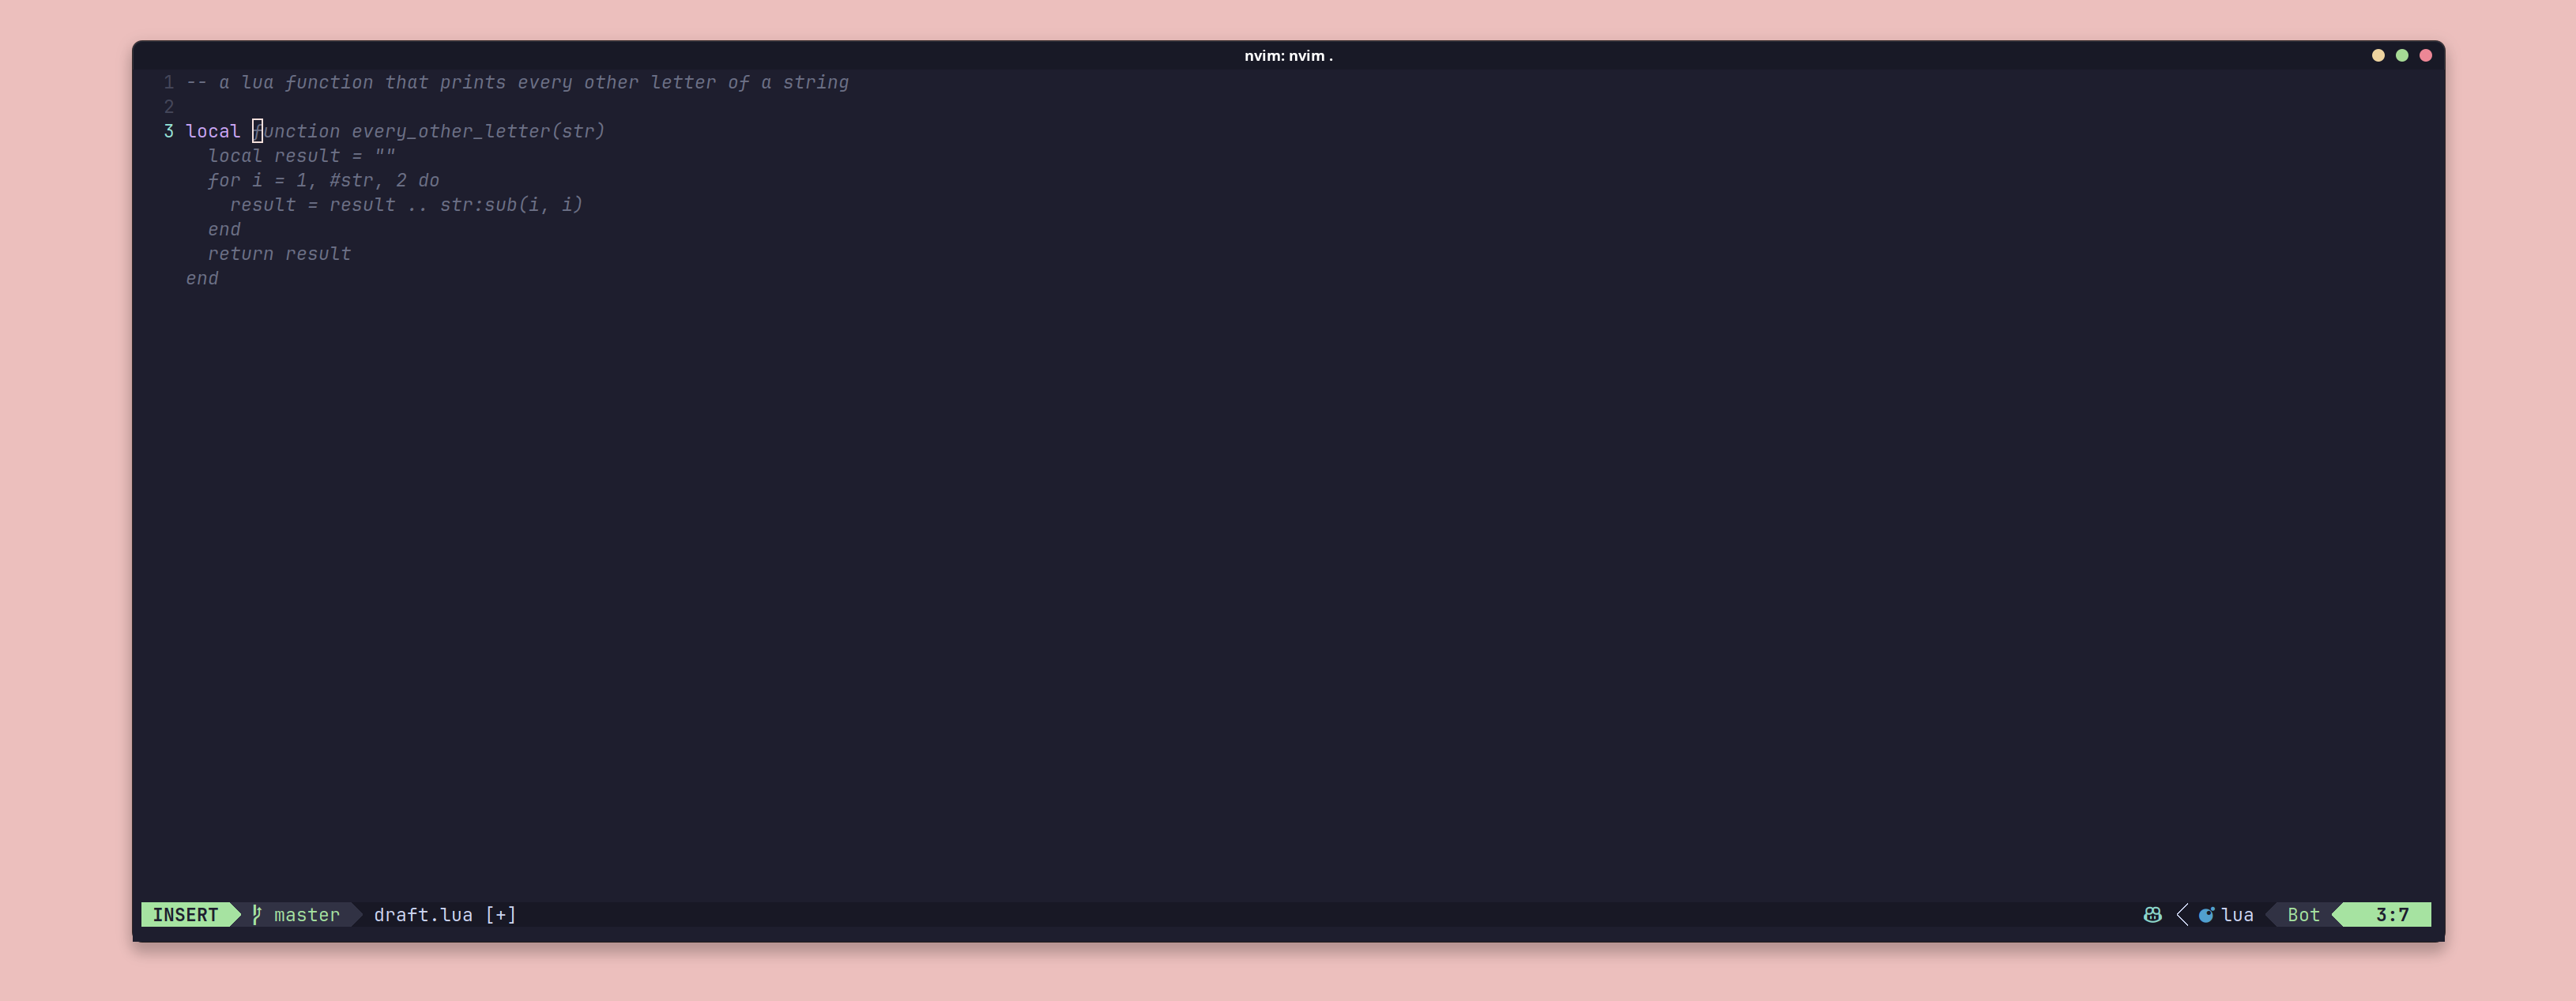 nvim: nvim .
1 -- a lua function that prints every other letter of a string
2
3 local function every_other_letter(str)
    local result = ""
    for i = 1, #str, 2 do
      result = result .. str:sub(i, i)
    end
    return result
  end
INSERT master draft.lua [+] lua Bot 3:7